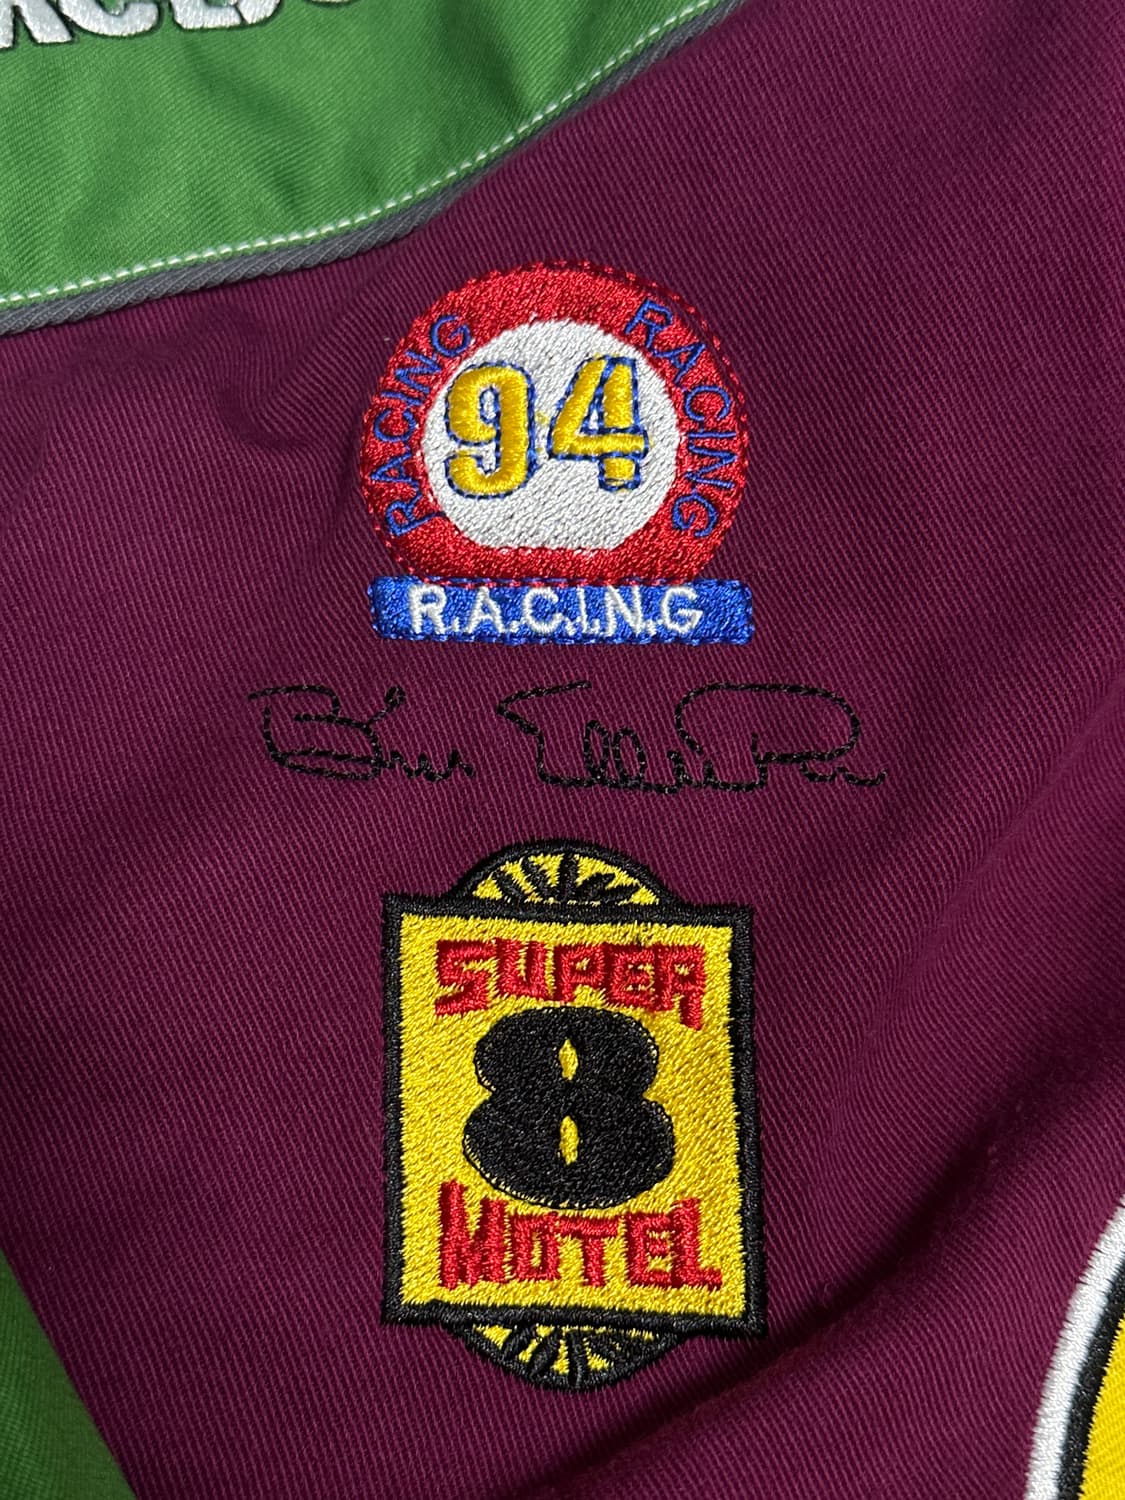 RACING
RACING
94
R.A.C.I.N.G
SUPER
8
MOTEL